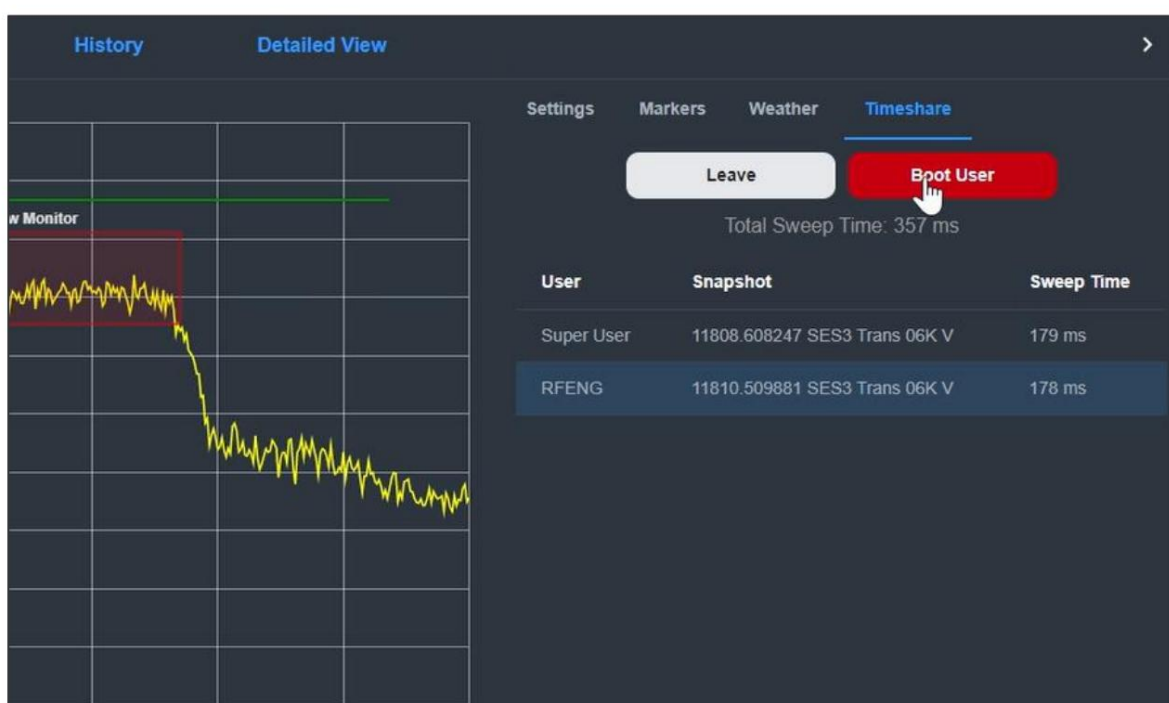 History Detailed View
Settings Markers Weather Timeshare
Leave Boot User
Total Sweep Time: 357 ms
w Monitor
User Snapshot Sweep Time
Super User 11808.608247 SES3 Trans 06K V 179 ms
RFENG 11810.509881 SES3 Trans 06K V 178 ms